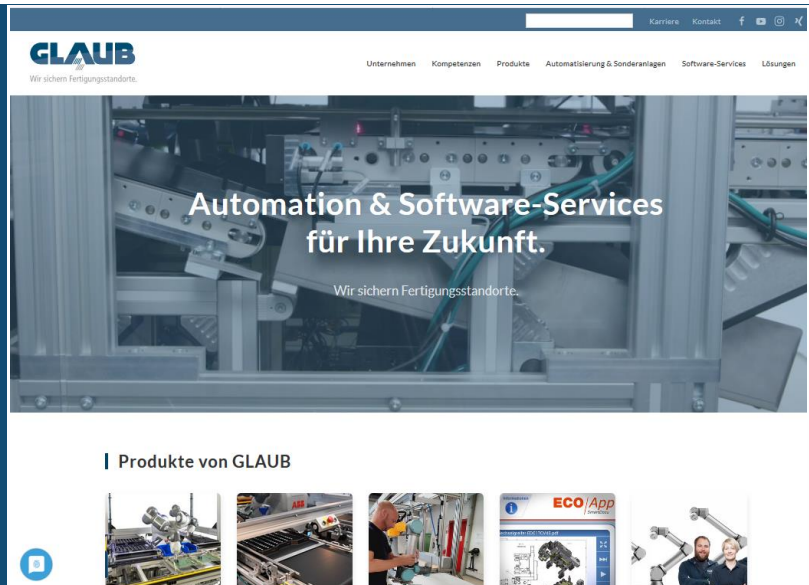 Karriere Kontakt
GLAUB
Wir sichern Fertigungsstandorte.
Unternehmen Kompetenzen Produkte Automatisierung & Sonderanlagen Software-Services Lösungen
Automation & Software-Services
für Ihre Zukunft.
Wir sichern Fertigungsstandorte.
Produkte von GLAUB
ABB
ECO/App